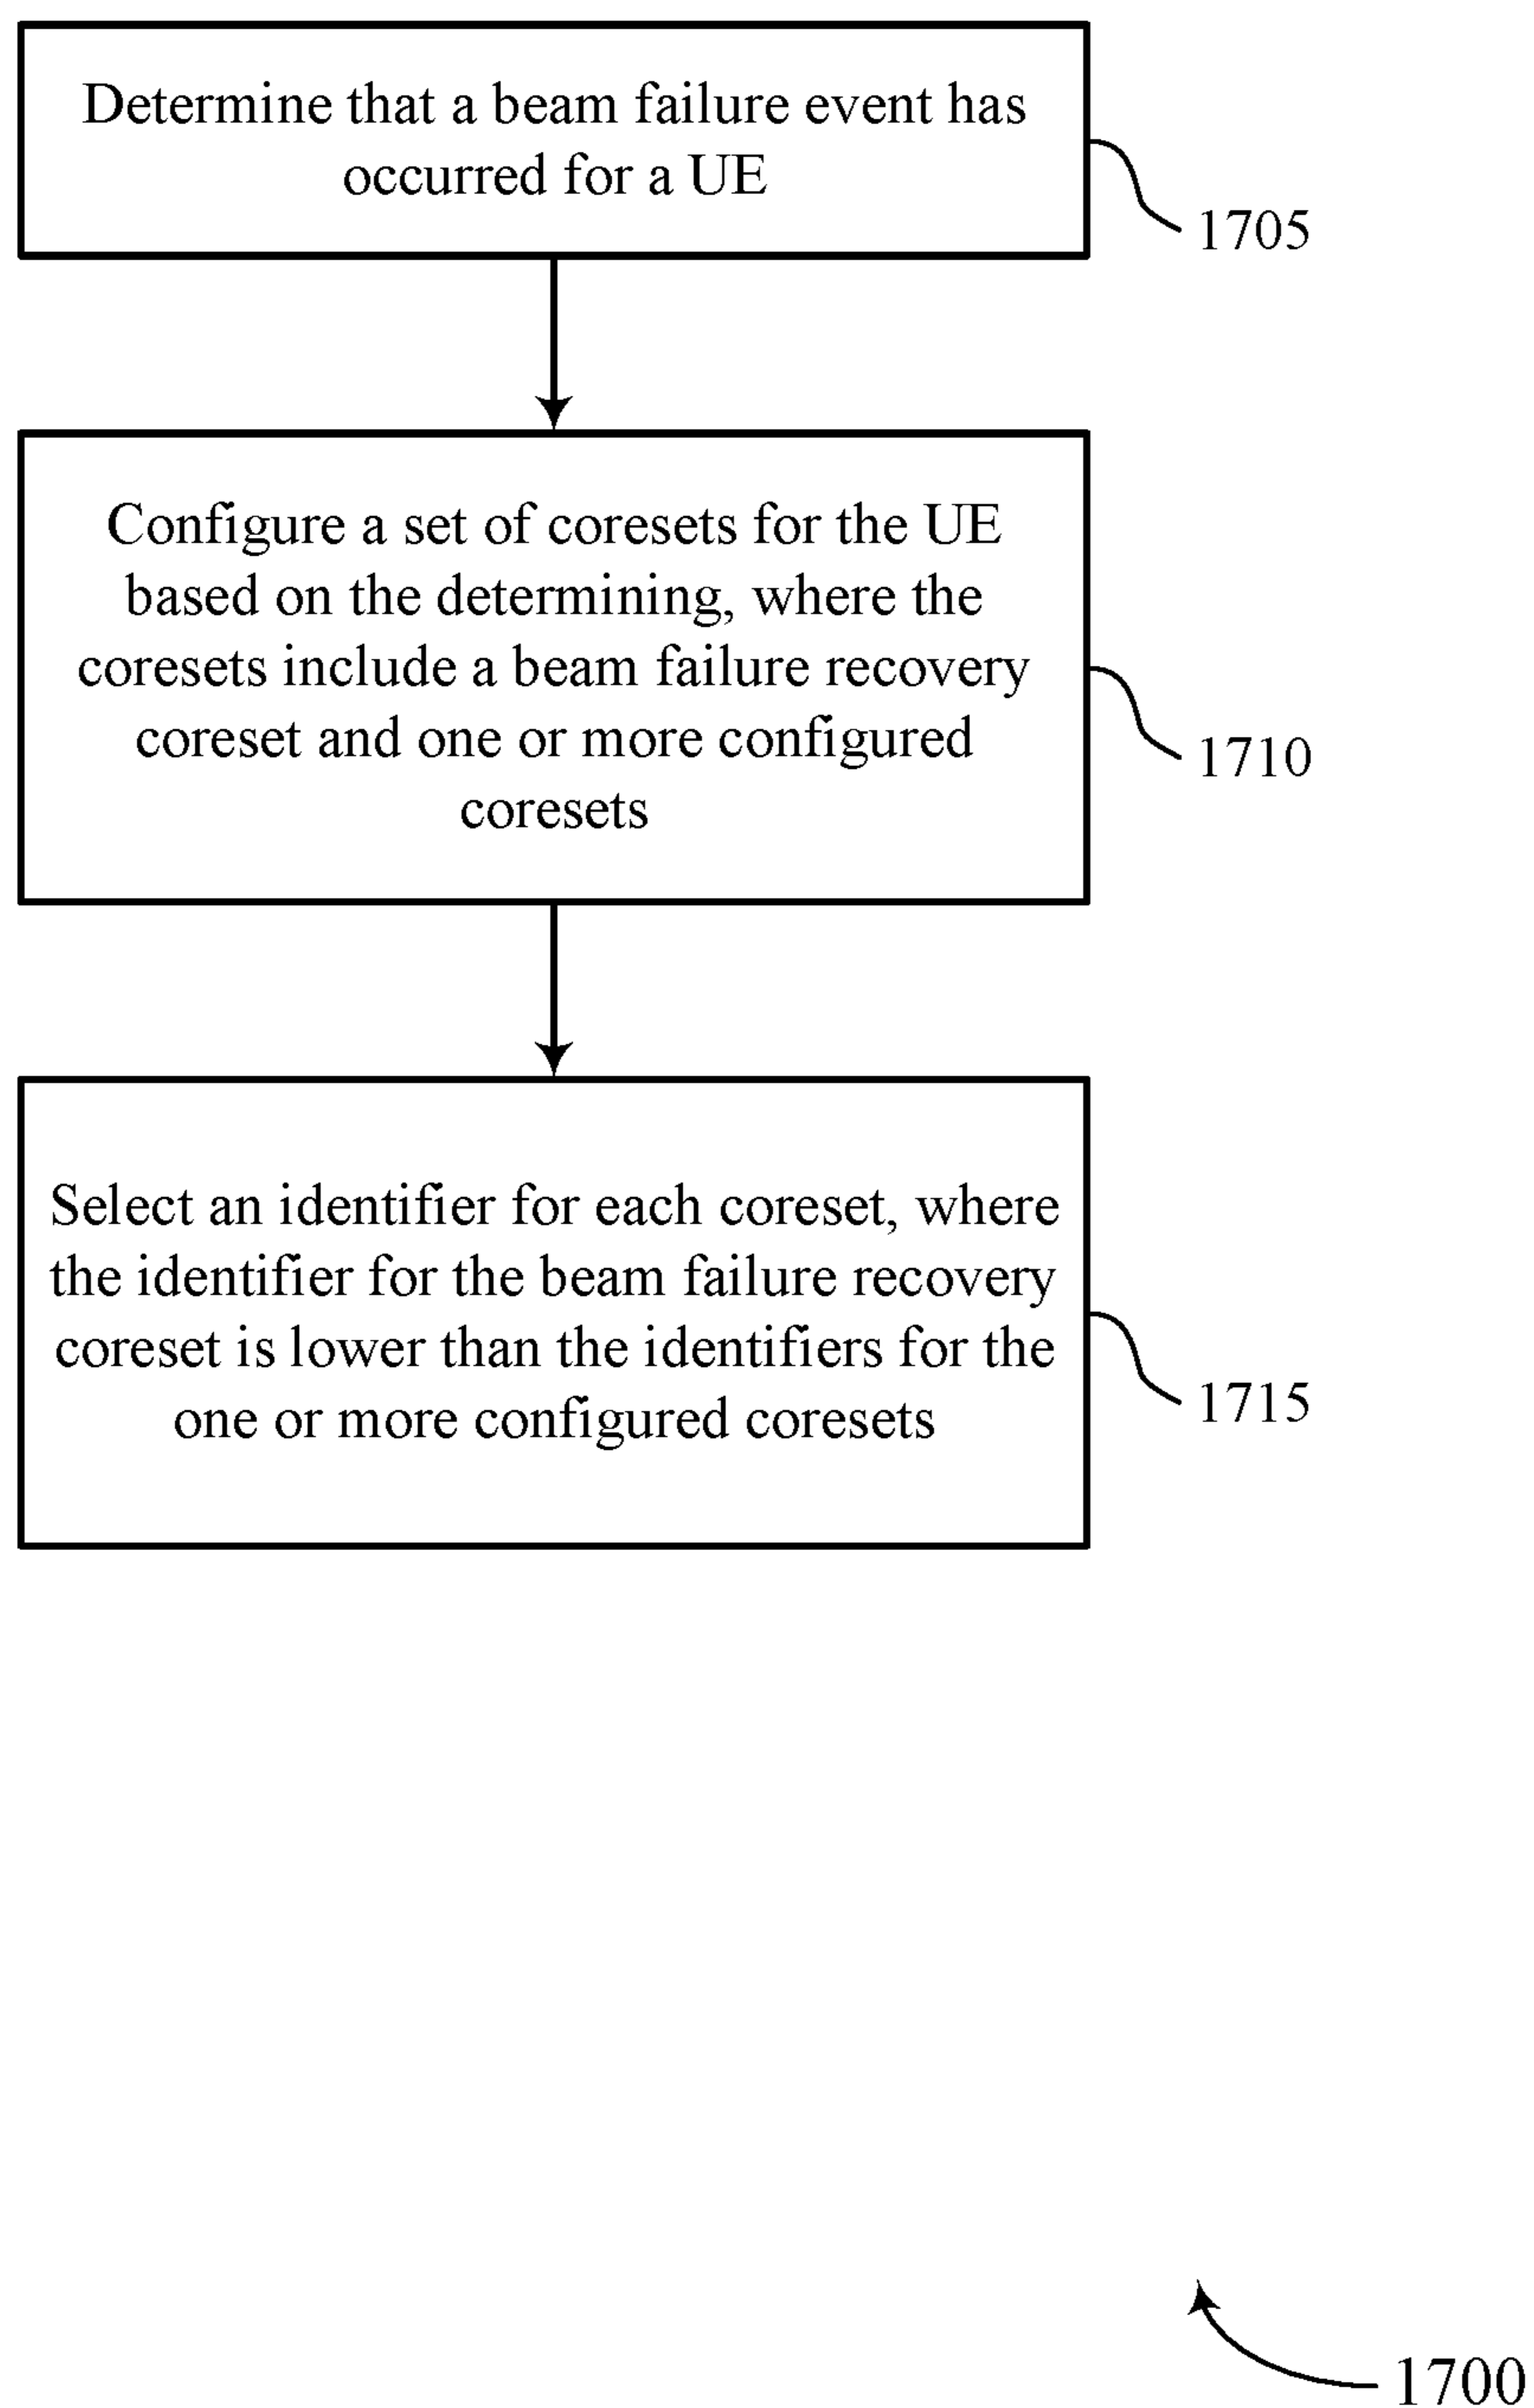 Determine that a beam failure event has
occurred for a UE
1705
Configure a set of coresets for the UE
based on the determining, where the
coresets include a beam failure recovery
coreset and one or more configured
coresets
1710
Select an identifier for each coreset, where
the identifier for the beam failure recovery
coreset is lower than the identifiers for the
one or more configured coresets
1715
1700